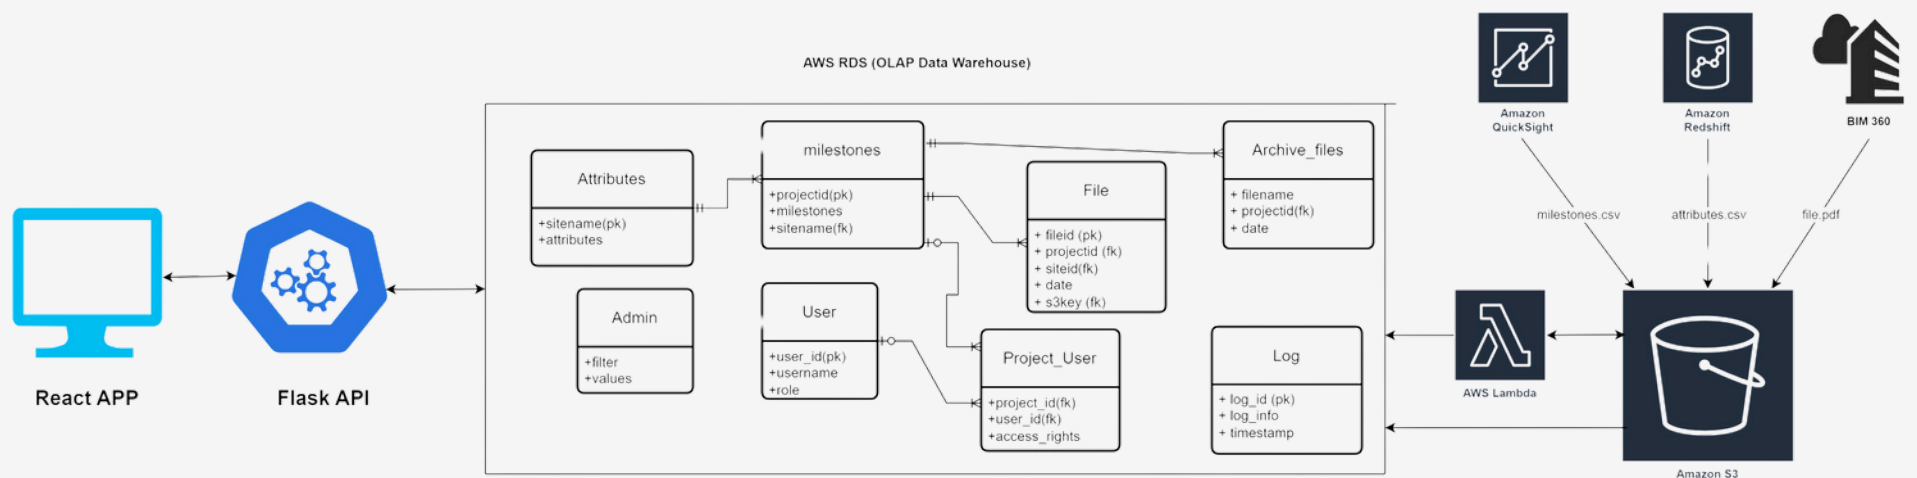 AWS RDS (OLAP Data Warehouse)
React APP
Flask API
Attributes
+sitename(pk)
+attributes
milestones
+projectid(pk)
+milestones
+sitename(fk)
File
+ fileid (pk)
+ projectid (fk)
+ siteid(fk)
+ date
+ s3key (fk)
Archive_files
+ filename
+ projectid(fk)
+ date
Admin
+filter
+values
User
+user_id(pk)
+username
+role
Project_User
+project_id(fk)
+user_id(fk)
+access_rights
Log
+ log_id (pk)
+ log_info
+ timestamp
Amazon
QuickSight
Amazon
Redshift
BIM 360
milestones.csv
attributes.csv
file.pdf
AWS Lambda
Amazon S3